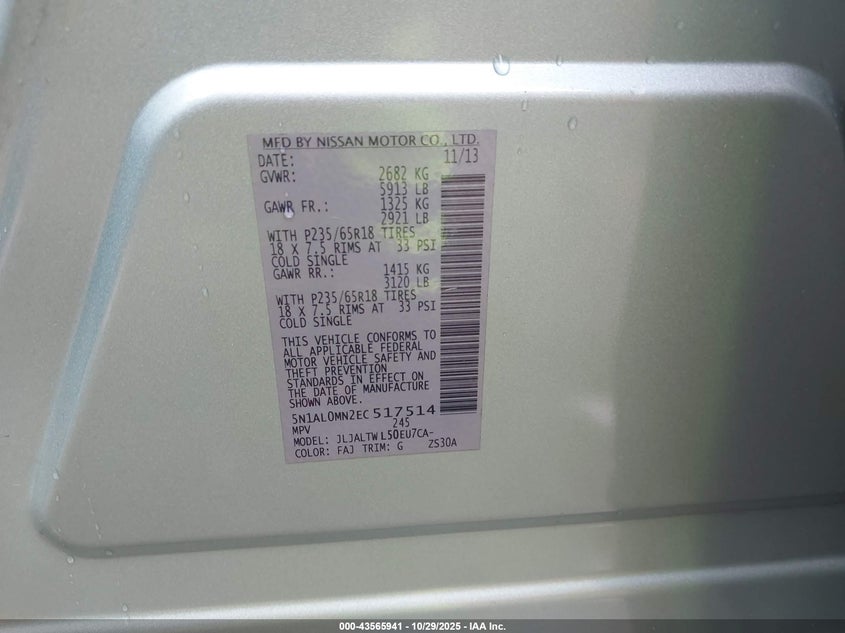 MFD BY NISSAN MOTOR CO., LTD.
DATE: 11/13
GVWR: 2682 KG
5913 LB
GAWR FR.: 1325 KG
2921 LB
WITH P235/65R18 TIRES
18 X 7.5 RIMS AT 33 PSI
COLD SINGLE
GAWR RR.: 1415 KG
3120 LB
WITH P235/65R18 TIRES
18 X 7.5 RIMS AT 33 PSI
COLD SINGLE
THIS VEHICLE CONFORMS TO
ALL APPLICABLE FEDERAL
MOTOR VEHICLE SAFETY AND
THEFT PREVENTION
STANDARDS IN EFFECT ON
THE DATE OF MANUFACTURE
SHOWN ABOVE.
5N1AL0MN2EC517514
MPV 245
MODEL: JLJALTWL50EU7CA-
COLOR: FAJ TRIM: G ZS30A
000-43565941 - 10/29/2025 - IAA Inc.